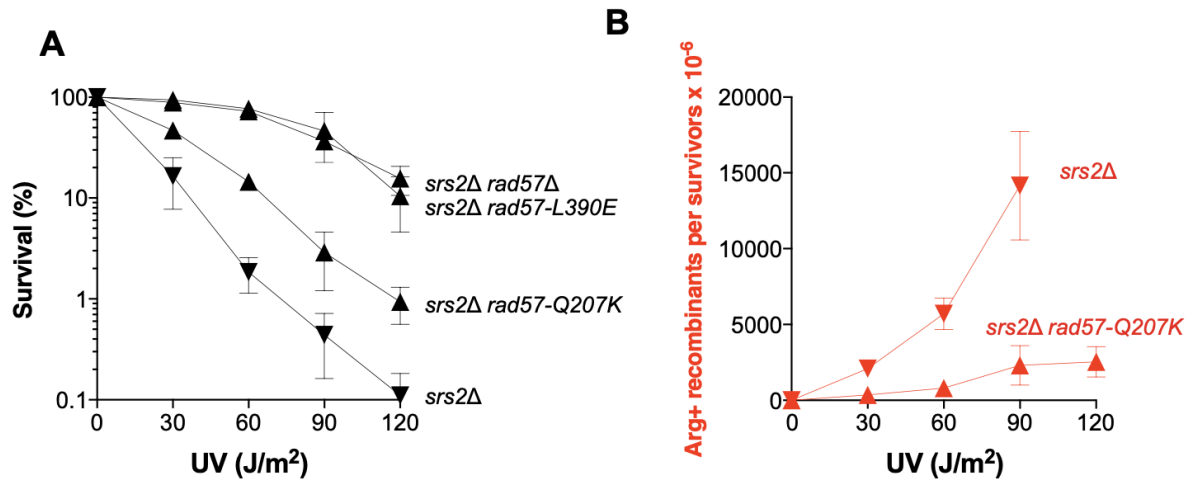 A
Survival (%)
100
10
1
0.1
0 30 60 90 120
UV (J/m²)
srs2Δ rad57Δ
srs2Δ rad57-L390E
srs2Δ rad57-Q207K
srs2Δ
B
Arg+ recombinants per survivors x 10⁻⁶
20000
15000
10000
5000
0
0 30 60 90 120
UV (J/m²)
srs2Δ
srs2Δ rad57-Q207K